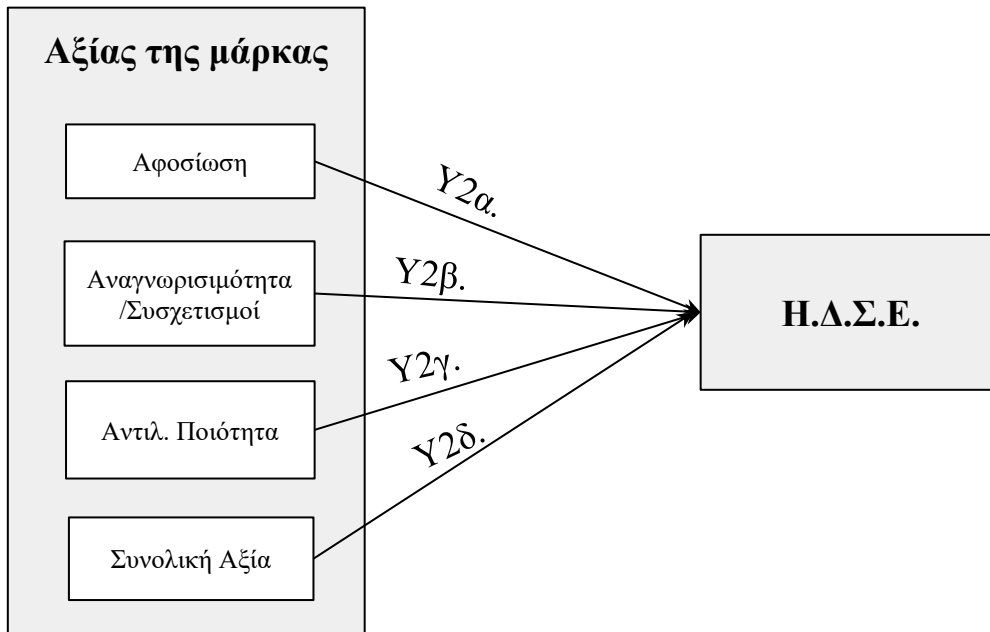 Αξίας της μάρκας
Αφοσίωση
Αναγνωρισιμότητα
/Συσχετισμοί
Αντιλ. Ποιότητα
Συνολική Αξία
Υ2α.
Υ2β.
Υ2γ.
Υ2δ.
Η.Δ.Σ.Ε.